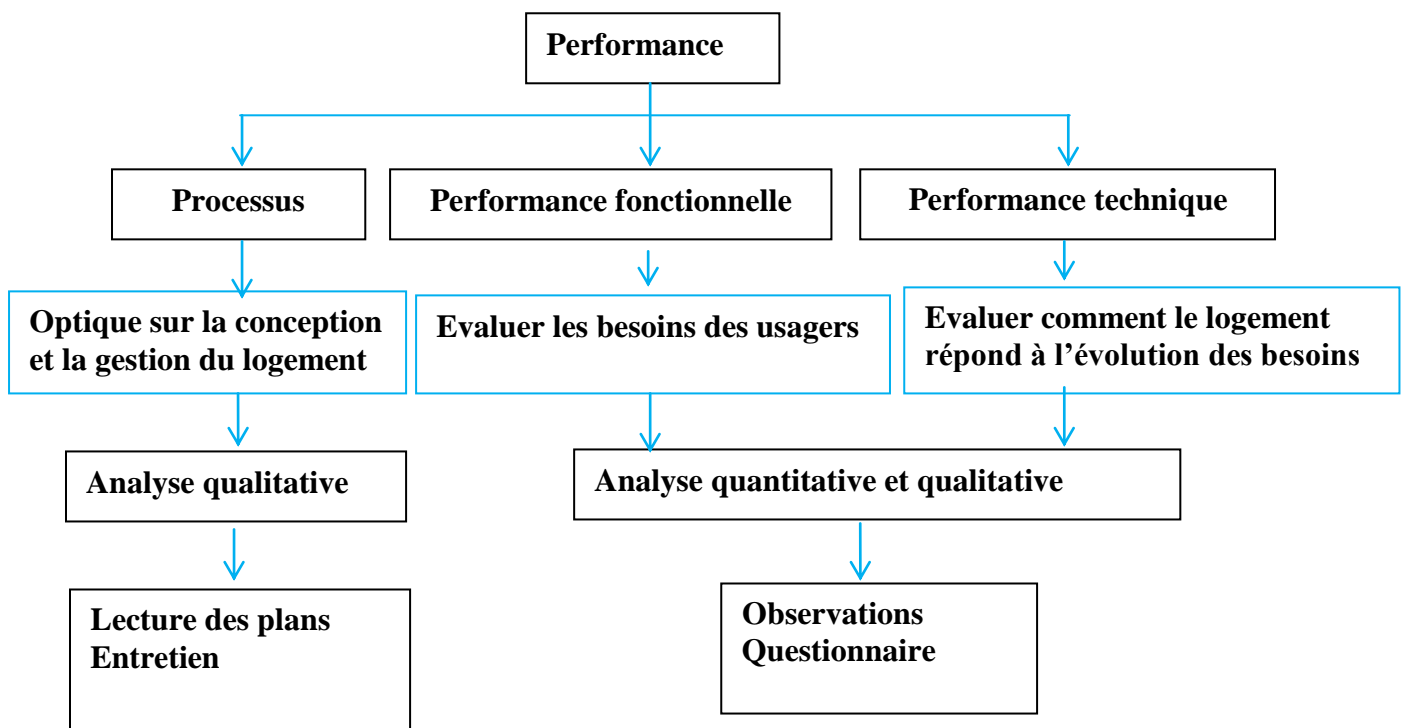 Performance
Processus
Performance fonctionnelle
Performance technique
Optique sur la conception
et la gestion du logement
Evaluer les besoins des usagers
Evaluer comment le logement
répond à l’évolution des besoins
Analyse qualitative
Analyse quantitative et qualitative
Lecture des plans
Entretien
Observations
Questionnaire